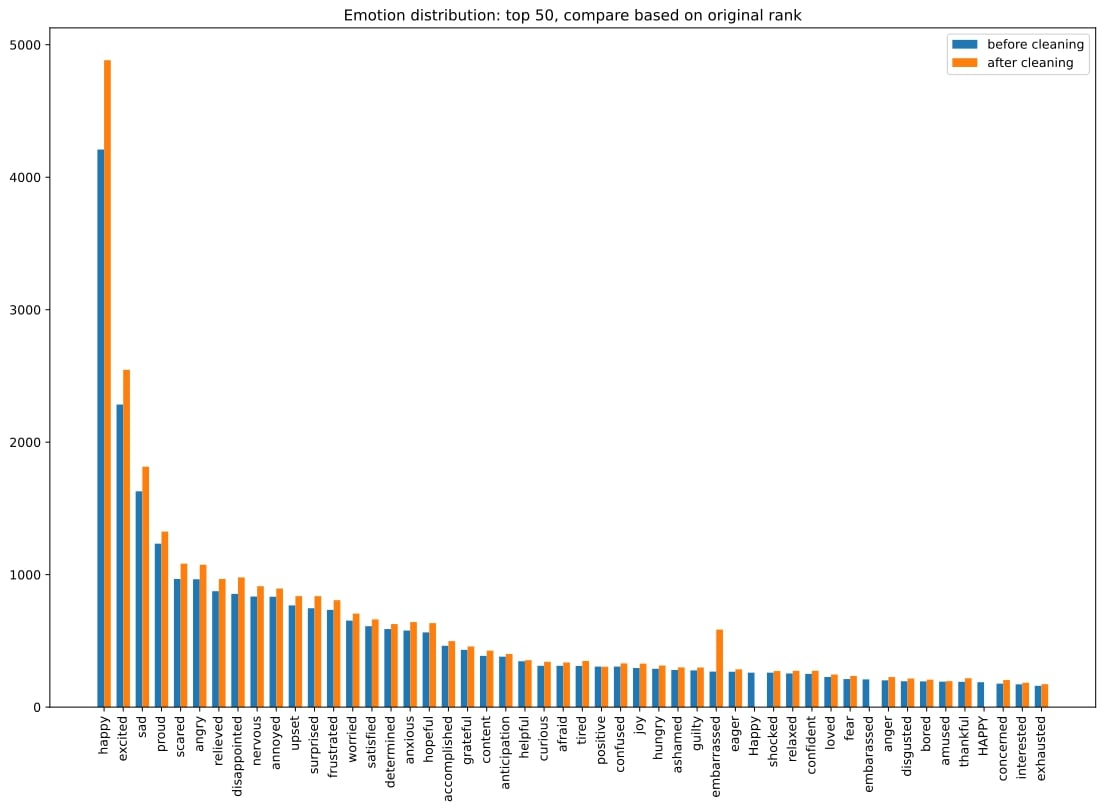 Emotion distribution: top 50, compare based on original rank
before cleaning
after cleaning
5000
4000
3000
2000
1000
0
happy
excited
sad
proud
scared
angry
relieved
disappointed
nervous
annoyed
upset
surprised
frustrated
worried
satisfied
determined
anxious
hopeful
accomplished
grateful
content
anticipation
helpful
curious
afraid
tired
positive
confused
joy
hungry
ashamed
guilty
embarrassed
eager
Happy
shocked
relaxed
confident
loved
fear
embarassed
anger
disgusted
bored
amused
thankful
HAPPY
concerned
interested
exhausted